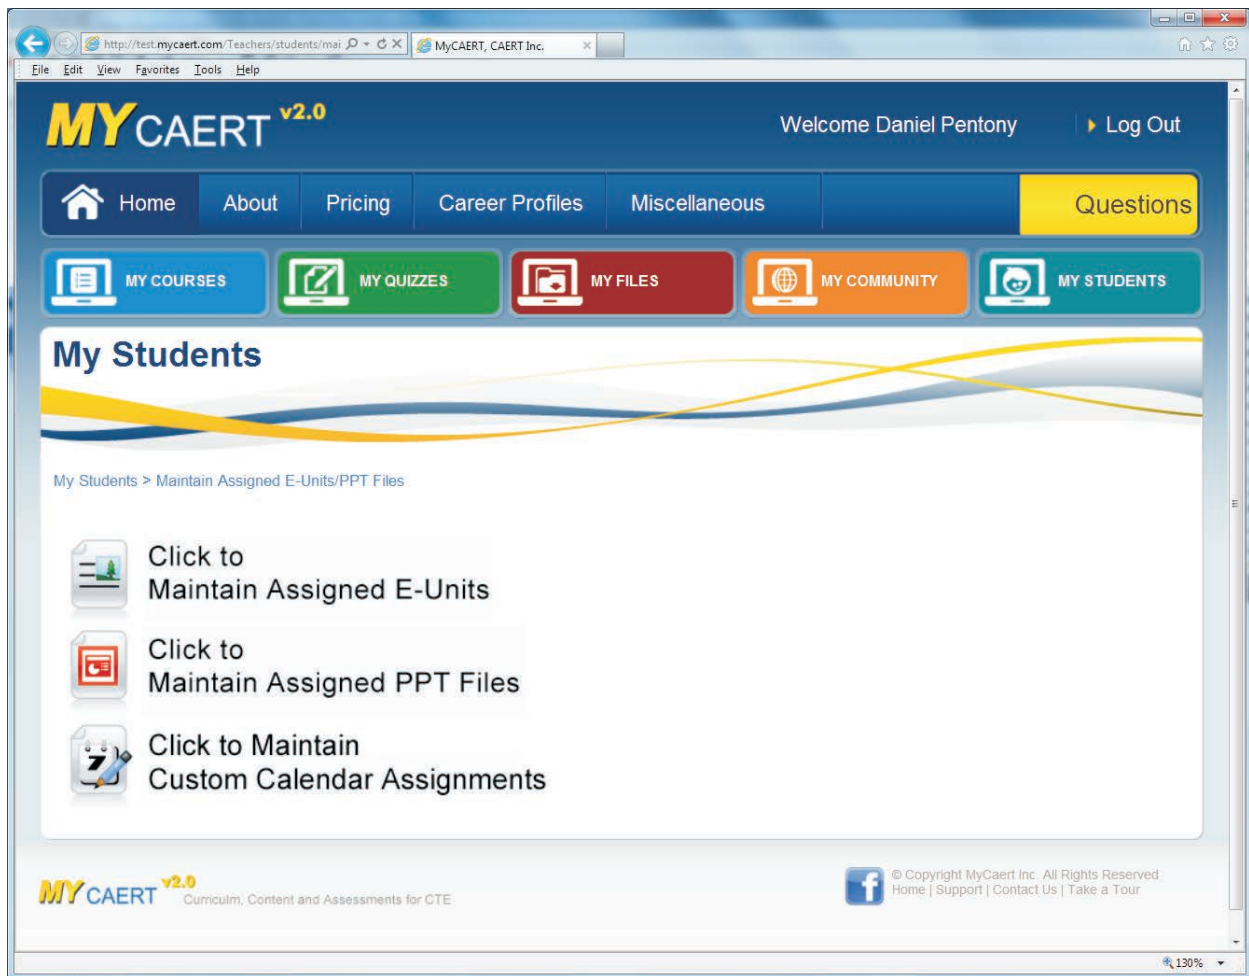 http://test.mycaert.com/Teachers/students/mai
MyCAERT, CAERT Inc.
File Edit View Favorites Tools Help
MYCAERT v2.0
Welcome Daniel Pentony
Log Out
Home About Pricing Career Profiles Miscellaneous Questions
MY COURSES MY QUIZZES MY FILES MY COMMUNITY MY STUDENTS
My Students
My Students > Maintain Assigned E-Units/PPT Files
Click to
Maintain Assigned E-Units
Click to
Maintain Assigned PPT Files
7
Click to Maintain
Custom Calendar Assignments
MYCAERT v2.0
Curriculm, Content and Assessments for CTE
f
© Copyright MyCaert Inc. All Rights Reserved
Home | Support | Contact Us | Take a Tour
130%